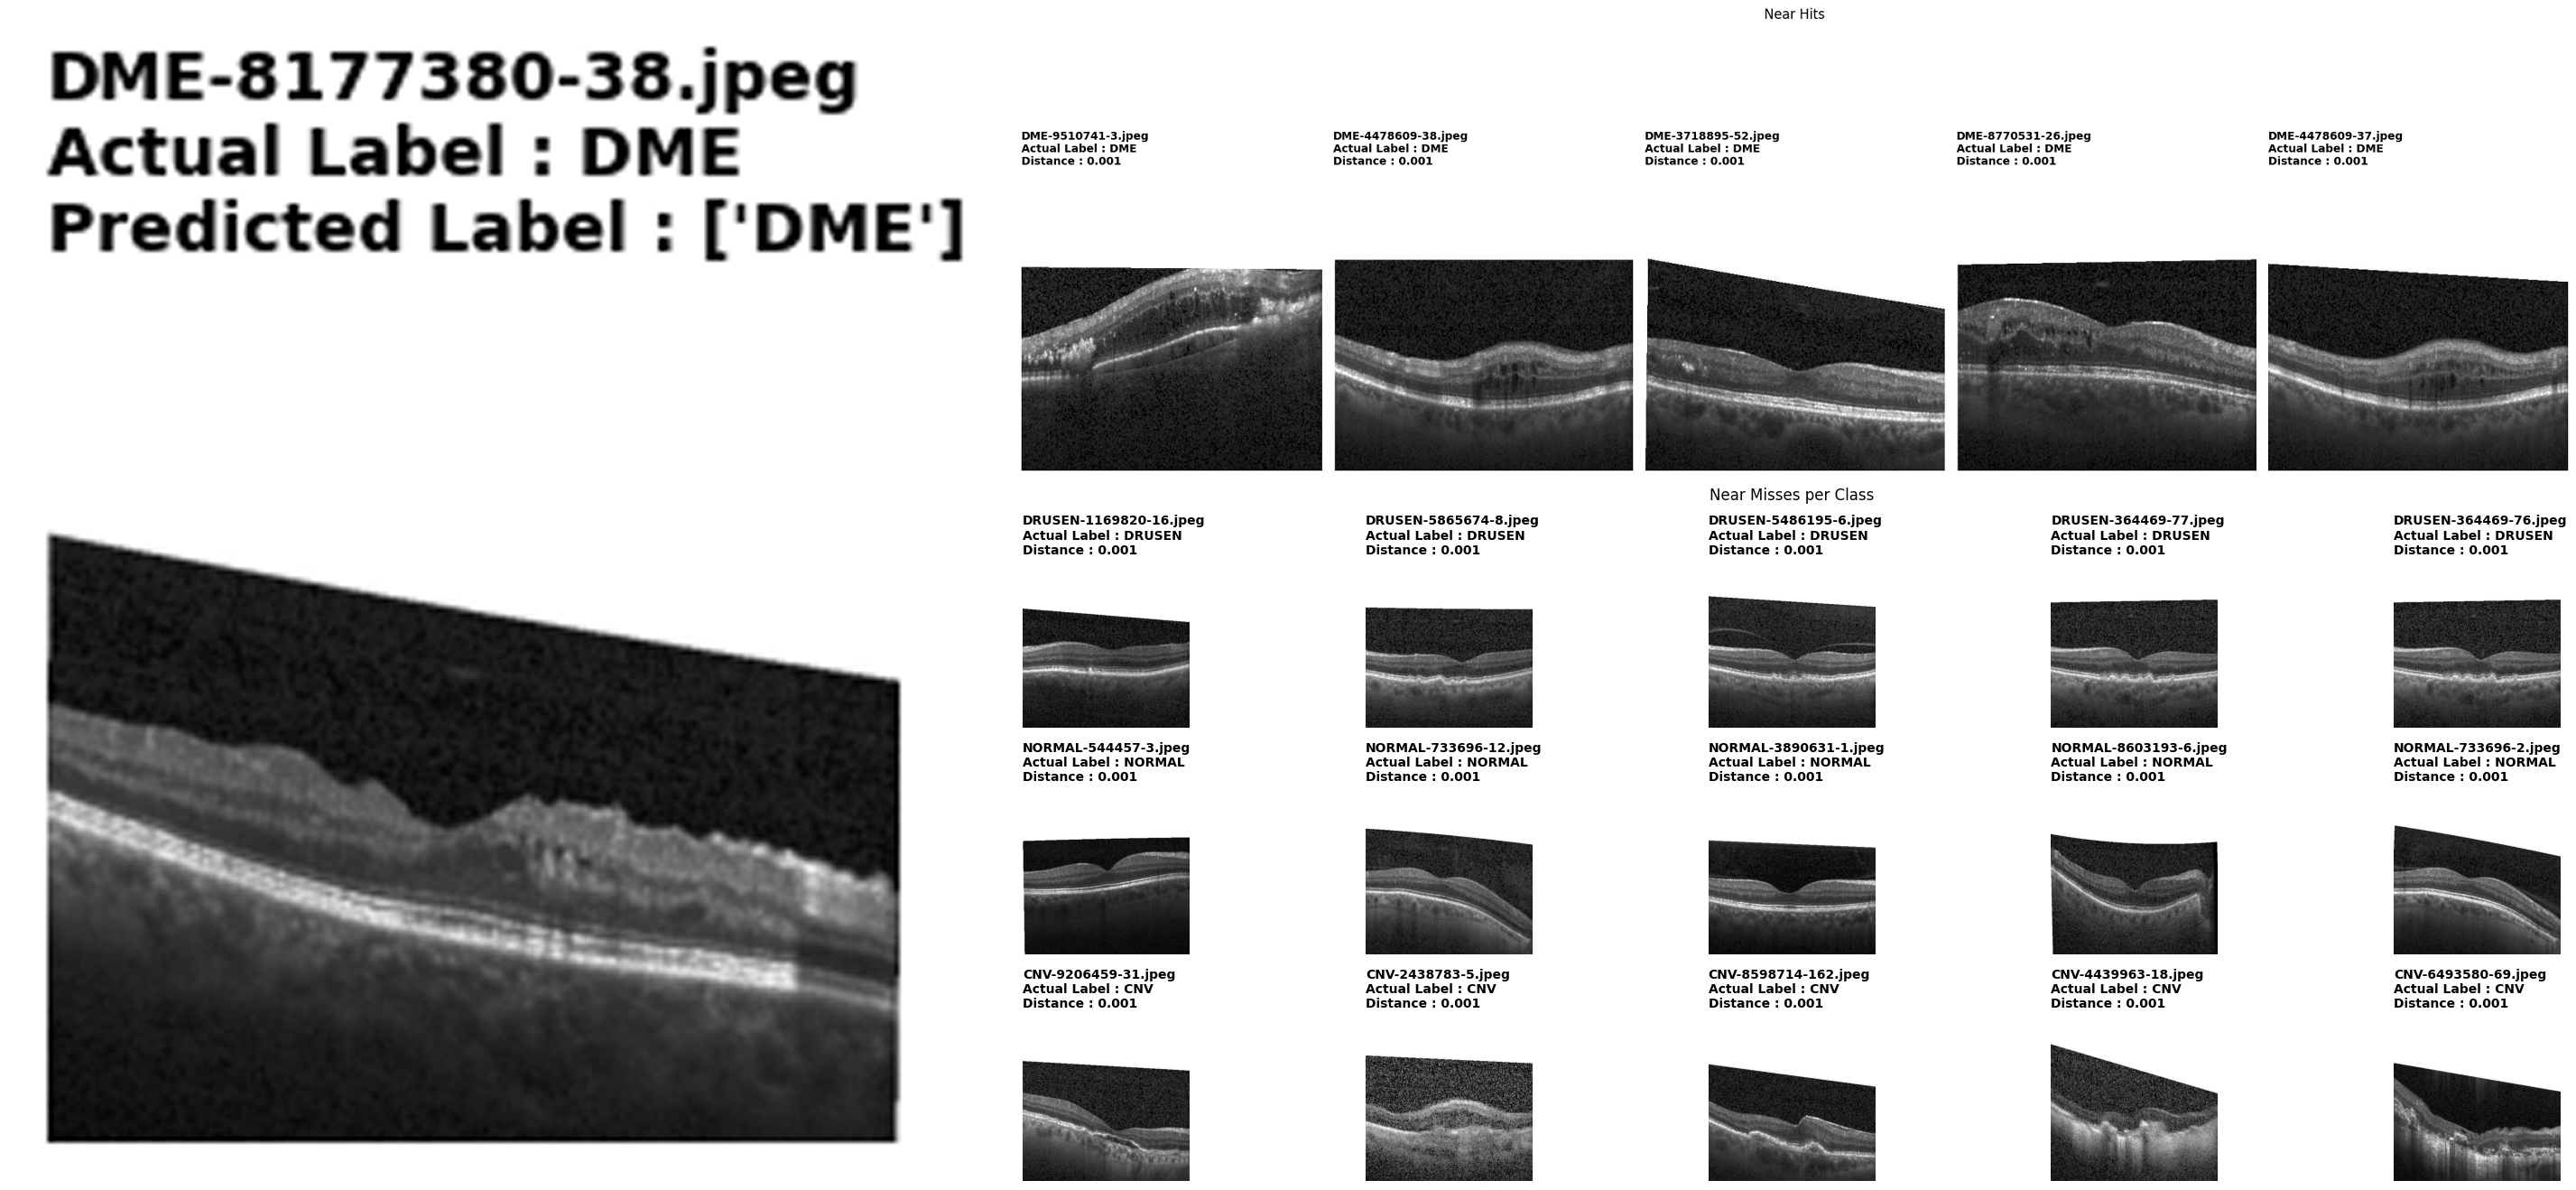 DME-8177380-38.jpeg
Actual Label : DME
Predicted Label : ['DME']
Near Hits
DME-9510741-3.jpeg
Actual Label : DME
Distance : 0.001
DME-4478609-38.jpeg
Actual Label : DME
Distance : 0.001
DME-3718895-52.jpeg
Actual Label : DME
Distance : 0.001
DME-8770531-26.jpeg
Actual Label : DME
Distance : 0.001
DME-4478609-37.jpeg
Actual Label : DME
Distance : 0.001
Near Misses per Class
DRUSEN-1169820-16.jpeg
Actual Label : DRUSEN
Distance : 0.001
DRUSEN-5865674-8.jpeg
Actual Label : DRUSEN
Distance : 0.001
DRUSEN-5486195-6.jpeg
Actual Label : DRUSEN
Distance : 0.001
DRUSEN-364469-77.jpeg
Actual Label : DRUSEN
Distance : 0.001
DRUSEN-364469-76.jpeg
Actual Label : DRUSEN
Distance : 0.001
NORMAL-544457-3.jpeg
Actual Label : NORMAL
Distance : 0.001
NORMAL-733696-12.jpeg
Actual Label : NORMAL
Distance : 0.001
NORMAL-3890631-1.jpeg
Actual Label : NORMAL
Distance : 0.001
NORMAL-8603193-6.jpeg
Actual Label : NORMAL
Distance : 0.001
NORMAL-733696-2.jpeg
Actual Label : NORMAL
Distance : 0.001
CNV-9206459-31.jpeg
Actual Label : CNV
Distance : 0.001
CNV-2438783-5.jpeg
Actual Label : CNV
Distance : 0.001
CNV-8598714-162.jpeg
Actual Label : CNV
Distance : 0.001
CNV-4439963-18.jpeg
Actual Label : CNV
Distance : 0.001
CNV-6493580-69.jpeg
Actual Label : CNV
Distance : 0.001